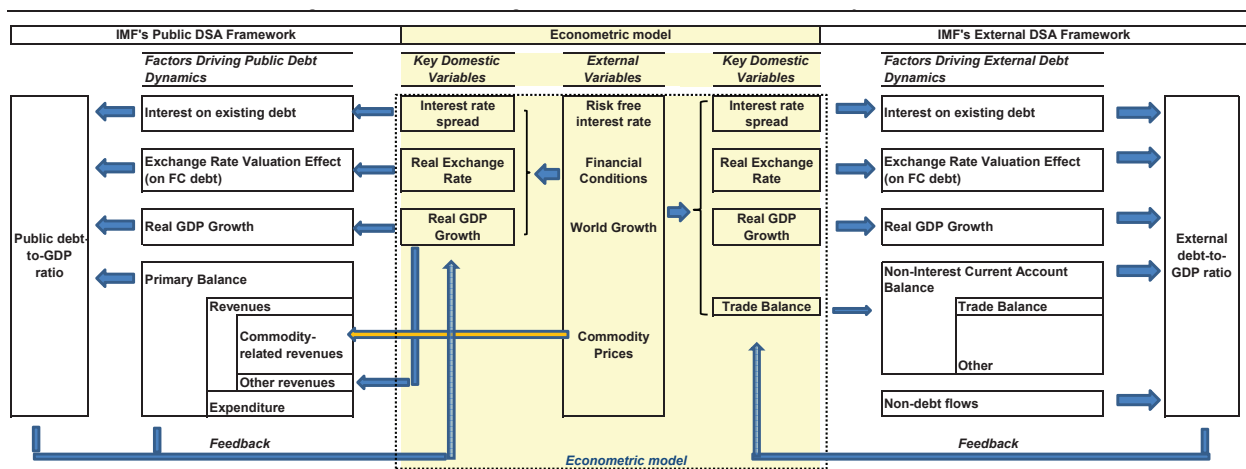 IMF's Public DSA Framework
Econometric model
IMF's External DSA Framework
Factors Driving Public Debt
Dynamics
Key Domestic
Variables
External
Variables
Key Domestic
Variables
Factors Driving External Debt
Dynamics
Public debt-
to-GDP
ratio
Interest on existing debt
Exchange Rate Valuation Effect
(on FC debt)
Real GDP Growth
Primary Balance
Revenues
Commodity-
related revenues
Other revenues
Expenditure
Interest rate
spread
Real Exchange
Rate
Real GDP
Growth
Risk free
interest rate
Financial
Conditions
World Growth
Commodity
Prices
Interest rate
spread
Real Exchange
Rate
Real GDP
Growth
Trade Balance
Interest on existing debt
Exchange Rate Valuation Effect
(on FC debt)
Real GDP Growth
Non-Interest Current Account
Balance
Trade Balance
Other
Non-debt flows
External
debt-to-
GDP ratio
Feedback
Econometric model
Feedback